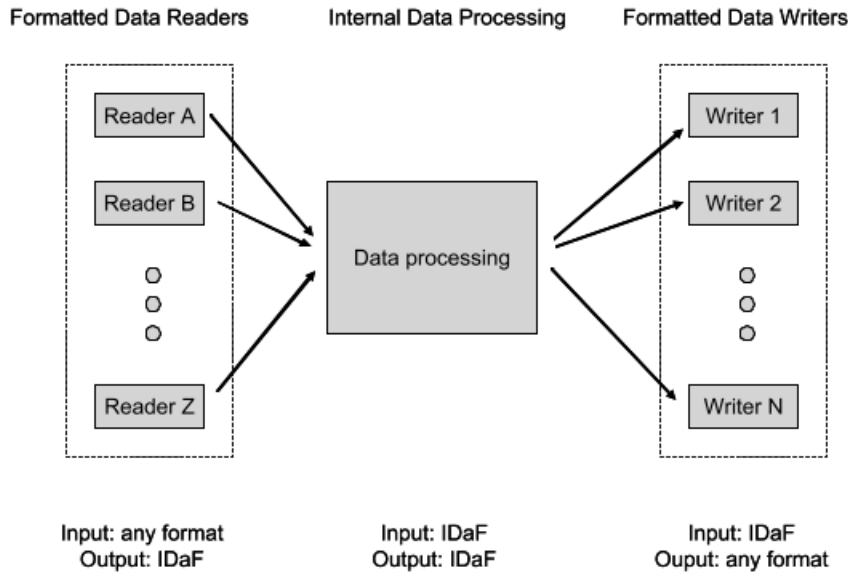 Formatted Data Readers
Internal Data Processing
Formatted Data Writers
Reader A
Writer 1
Reader B
Writer 2
Data processing
Reader Z
Writer N
Input: any format
Output: IDaF
Input: IDaF
Output: IDaF
Input: IDaF
Ouput: any format